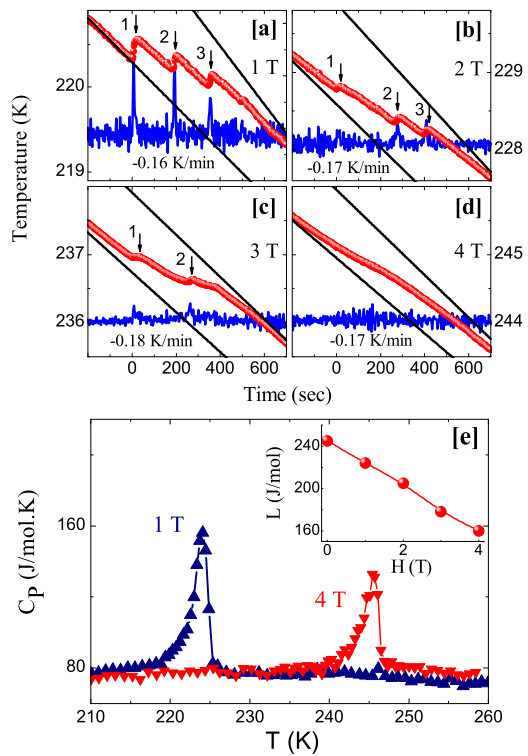 [a]
1
2
3
1 T
220
219
-0.16 K/min
[b]
1
2
3
2 T
229
228
-0.17 K/min
Temperature (K)
[c]
1
2
3 T
237
236
-0.18 K/min
0 200 400 600
[d]
4 T
245
244
-0.17 K/min
0 200 400 600
Time (sec)
[e]
160
80
Cp (J/mol.K)
1 T
4 T
240
200
160
L (J/mol)
0 2 4
H (T)
210 220 230 240 250 260
T (K)